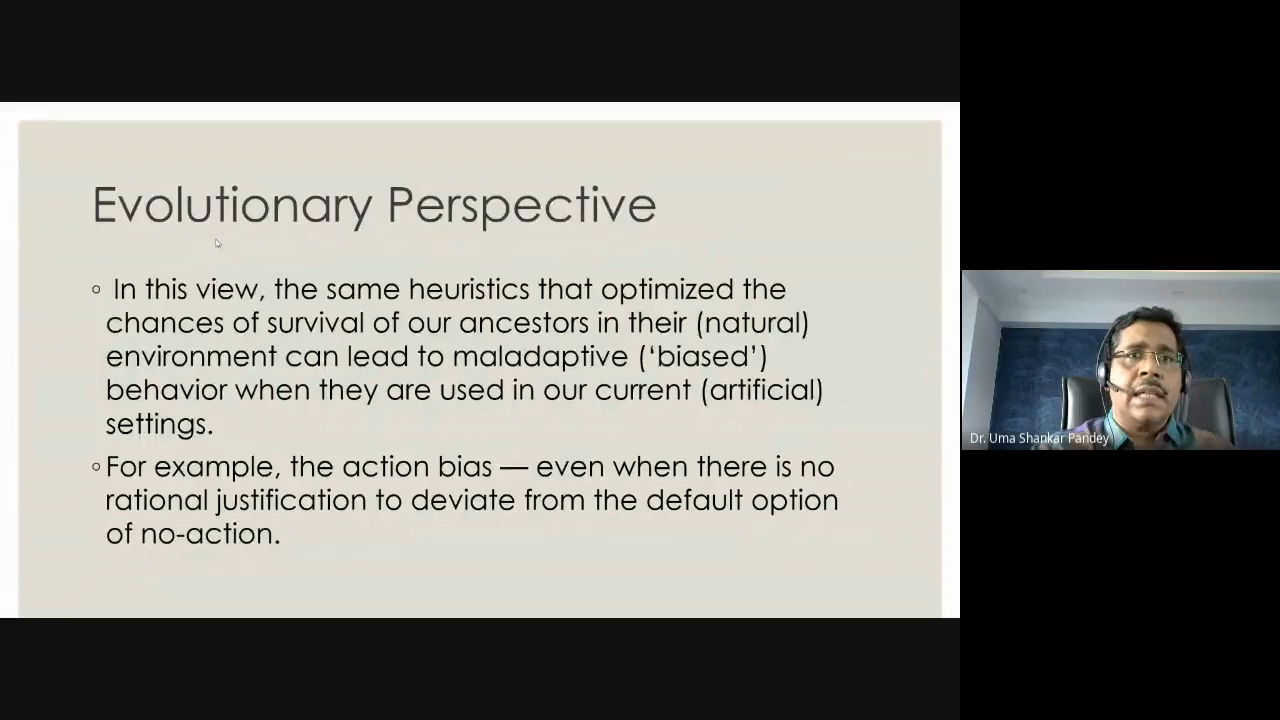 Evolutionary Perspective
◦ In this view, the same heuristics that optimized the
chances of survival of our ancestors in their (natural)
environment can lead to maladaptive (‘biased’)
behavior when they are used in our current (artificial)
settings.
◦For example, the action bias — even when there is no
rational justification to deviate from the default option
of no-action.
Dr. Uma Shankar Pandey